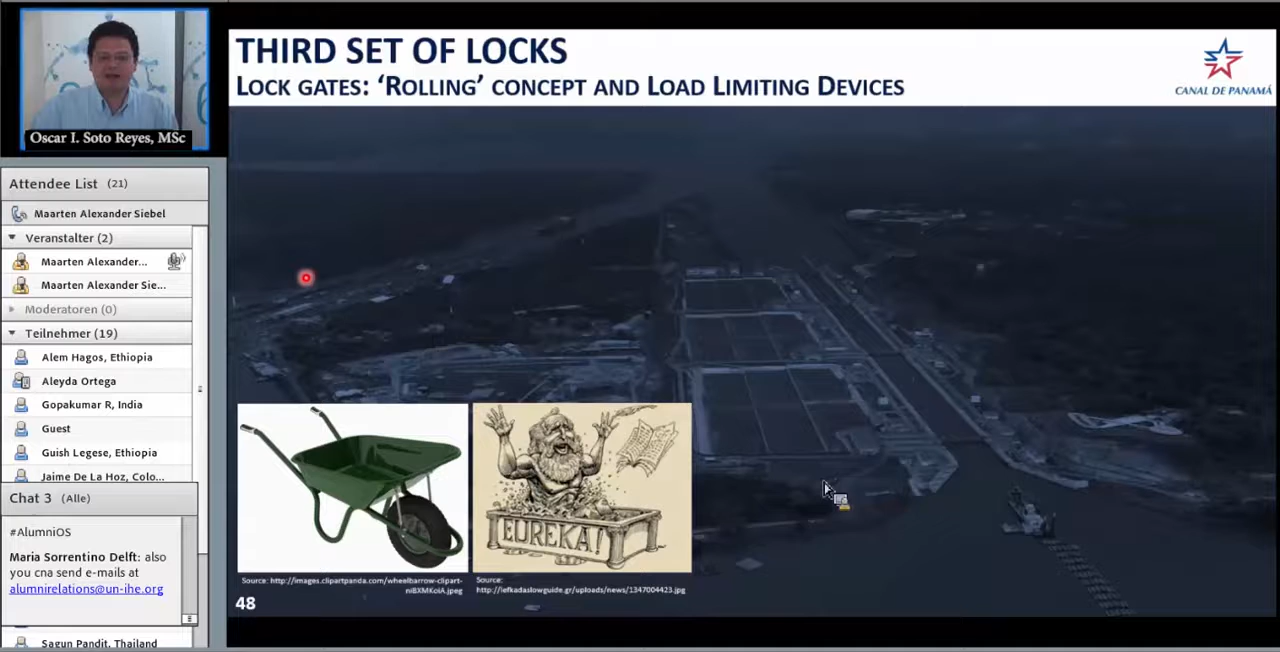 Oscar I. Soto Reyes, MSc
THIRD SET OF LOCKS
LOCK GATES: ‘ROLLING’ CONCEPT AND LOAD LIMITING DEVICES
CANAL DE PANAMÁ
Attendee List (21)
Maarten Alexander Siebel
Veranstalter (2)
Maarten Alexander...
Maarten Alexander Sie...
Moderatoren (0)
Teilnehmer (19)
Alem Hagos, Ethiopia
Aleyda Ortega
Gopakumar R, India
Guest
Guish Legese, Ethiopia
Jaime De La Hoz, Colo...
Chat 3 (Alle)
#AlumniOS
Maria Sorrentino Delft: also
you cna send e-mails at
alumnirelations@un-ihe.org
Sagun Pandit, Thailand
EUREKA!
Source: http://images.clipartpanda.com/wheelbarrow-clipart-
niBXMKoiA.jpeg
Source:
http://lefkadaslowguide.gr/uploads/news/1347004423.jpg
48